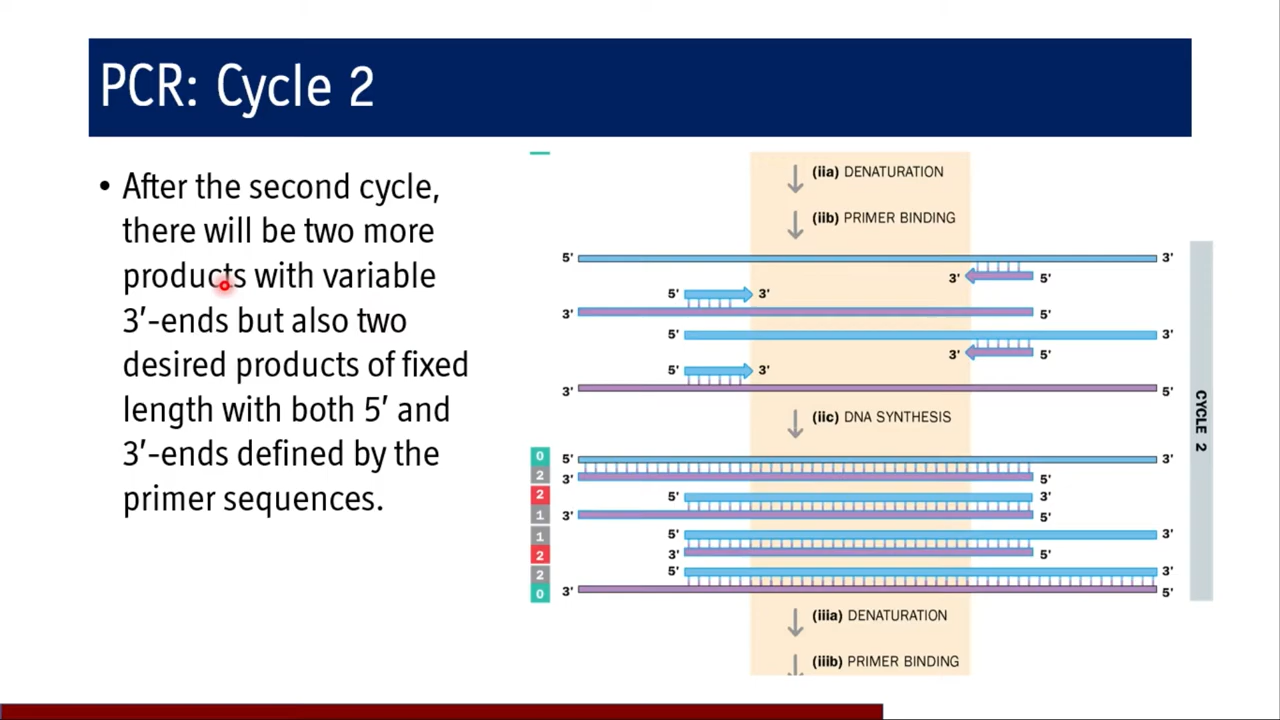 PCR: Cycle 2
• After the second cycle,
there will be two more
products with variable
3′-ends but also two
desired products of fixed
length with both 5′ and
3′-ends defined by the
primer sequences.
(iia) DENATURATION
(iib) PRIMER BINDING
5′ 3′
3′ 5′
5′ 3′
3′ 5′
5′ 3′
3′ 5′
5′ 3′
3′ 5′
(iic) DNA SYNTHESIS
0 5′ 3′
2 3′ 5′
2 5′ 3′
1 3′ 5′
1 5′ 3′
2 3′ 5′
2 5′ 3′
0 3′ 5′
(iiia) DENATURATION
(iiib) PRIMER BINDING
CYCLE 2